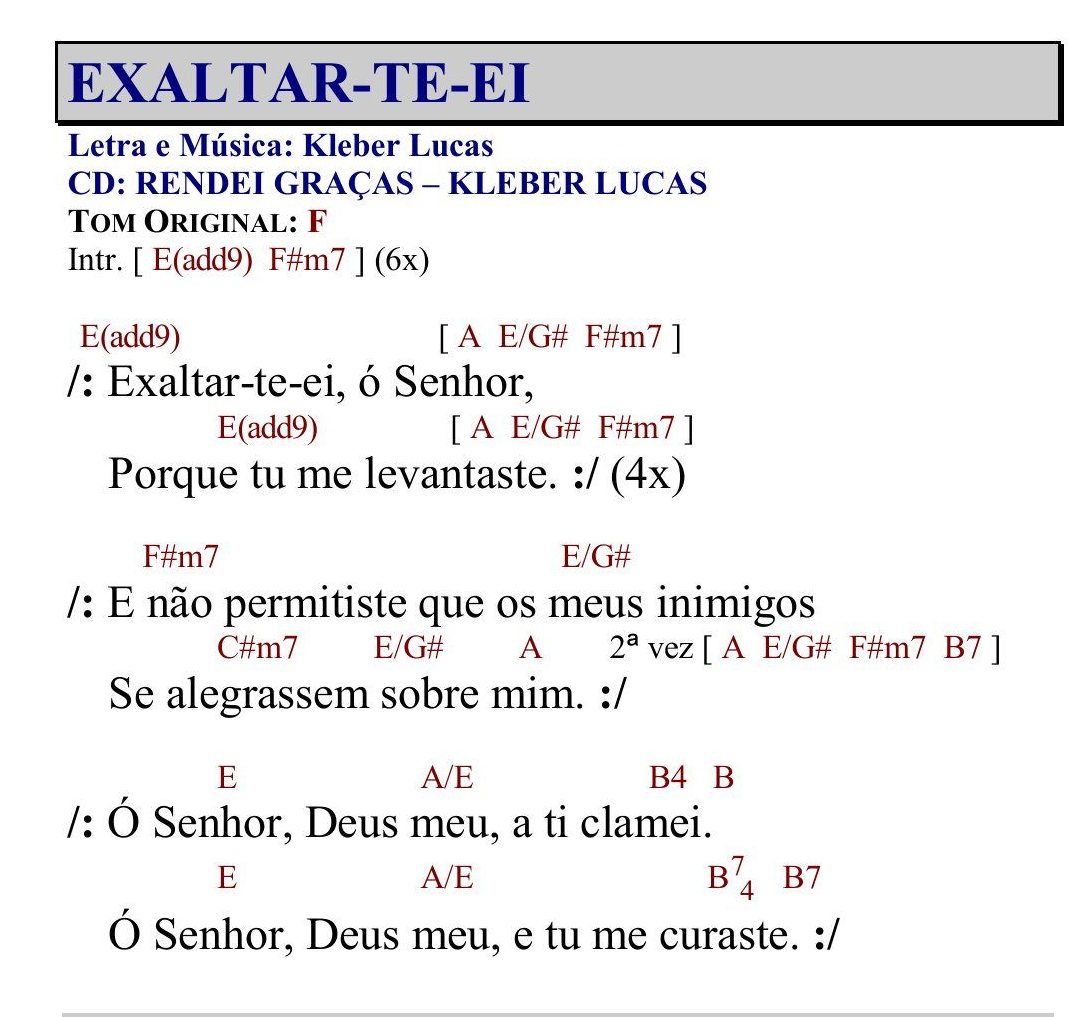 EXALTAR-TE-EI
Letra e Música: Kleber Lucas
CD: RENDEI GRAÇAS – KLEBER LUCAS
TOM ORIGINAL: F
Intr. [ E(add9) F#m7 ] (6x)
E(add9) [ A E/G# F#m7 ]
/: Exaltar-te-ei, ó Senhor,
E(add9) [ A E/G# F#m7 ]
Porque tu me levantaste. :/ (4x)
F#m7 E/G#
/: E não permitiste que os meus inimigos
C#m7 E/G# A 2ª vez [ A E/G# F#m7 B7 ]
Se alegrassem sobre mim. :/
E A/E B4 B
/: Ó Senhor, Deus meu, a ti clamei.
E A/E B⁷₄ B7
Ó Senhor, Deus meu, e tu me curaste. :/